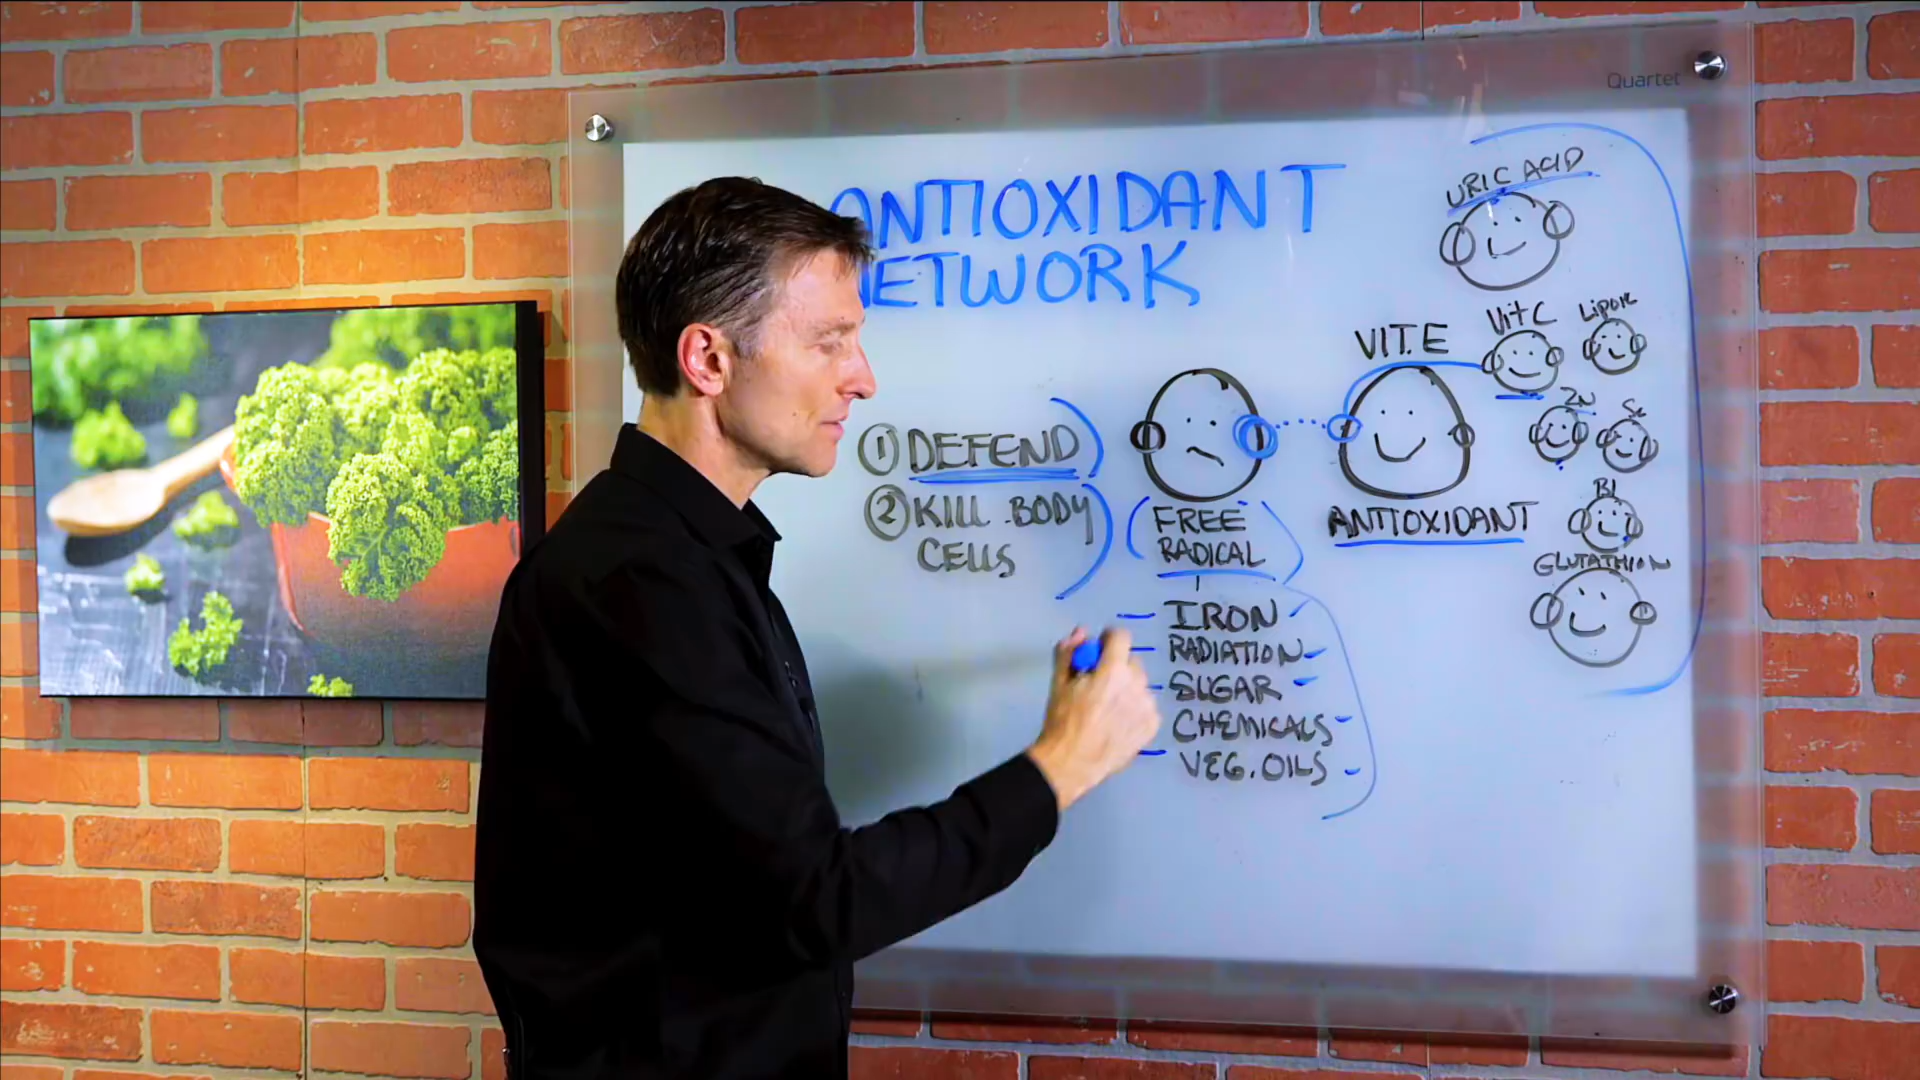 Quartet
ANTIOXIDANT
NETWORK
URIC ACID
Vit C
Lipoic
VIT. E
Zn
Se
B1
GLUTATHION
① DEFEND
② KILL BODY
CELLS
FREE
RADICAL
ANTIOXIDANT
IRON
RADIATION
SUGAR
CHEMICALS
VEG. OILS